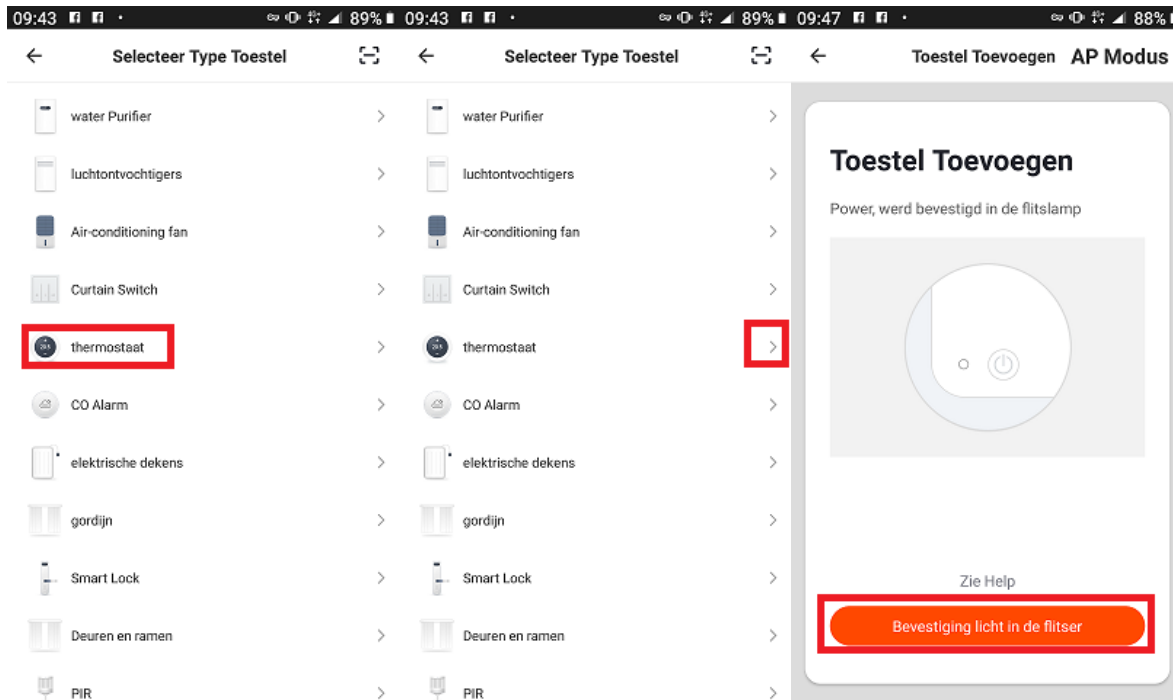 09:43
89%
Selecteer Type Toestel
water Purifier
luchtontvochtigers
Air-conditioning fan
Curtain Switch
thermostaat
CO Alarm
elektrische dekens
gordijn
Smart Lock
Deuren en ramen
PIR
09:43
89%
Selecteer Type Toestel
water Purifier
luchtontvochtigers
Air-conditioning fan
Curtain Switch
thermostaat
CO Alarm
elektrische dekens
gordijn
Smart Lock
Deuren en ramen
PIR
09:47
88%
Toestel Toevoegen AP Modus
Toestel Toevoegen
Power, werd bevestigd in de flitslamp
Zie Help
Bevestiging licht in de flitser